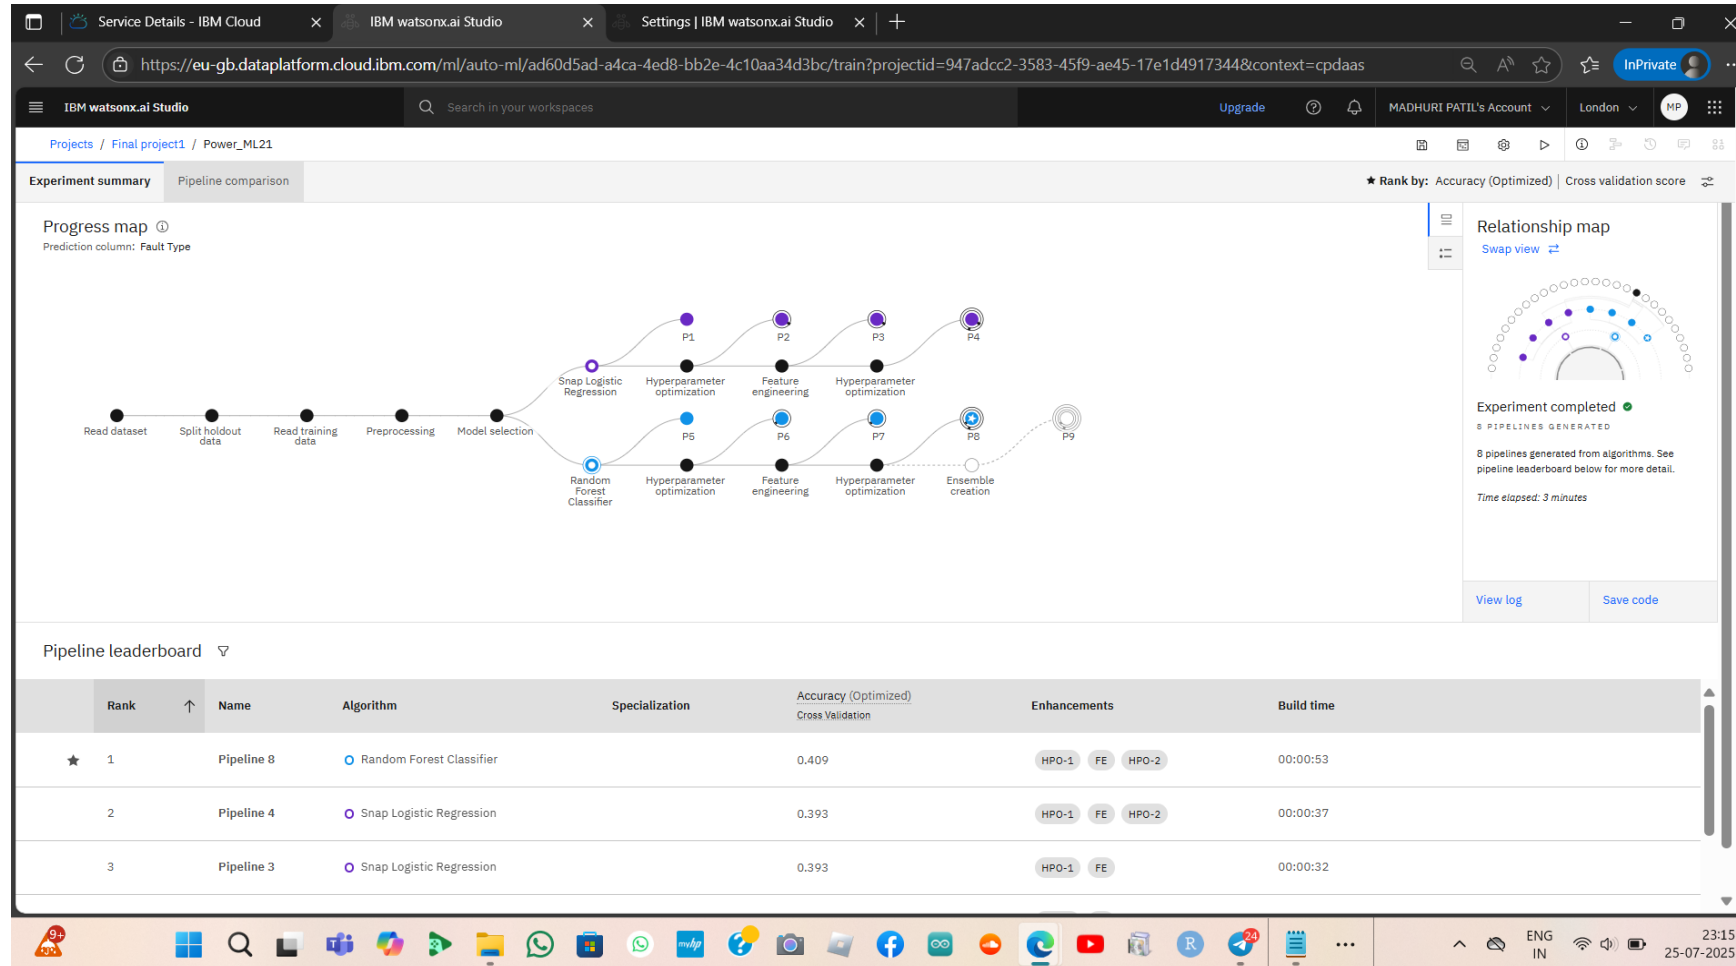 Service Details - IBM Cloud
IBM watsonx.ai Studio
Settings | IBM watsonx.ai Studio
https://eu-gb.dataplatform.cloud.ibm.com/ml/auto-ml/ad60d5ad-a4ca-4ed8-bb2e-4c10aa34d3bc/train?projectid=947adcc2-3583-45f9-ae45-17e1d4917344&context=cpdaas
InPrivate
IBM watsonx.ai Studio
Search in your workspaces
Upgrade
MADHURI PATIL's Account
London
MP
Projects / Final project1 / Power_ML21
Experiment summary
Pipeline comparison
Rank by: Accuracy (Optimized) | Cross validation score
Progress map
Prediction column: Fault Type
Relationship map
Swap view
P1
P2
P3
P4
Snap Logistic
Regression
Hyperparameter
optimization
Feature
engineering
Hyperparameter
optimization
Read dataset
Split holdout
data
Read training
data
Preprocessing
Model selection
P5
P6
P7
P8
P9
Random
Forest
Classifier
Hyperparameter
optimization
Feature
engineering
Hyperparameter
optimization
Ensemble
creation
Experiment completed
8 PIPELINES GENERATED
8 pipelines generated from algorithms. See
pipeline leaderboard below for more detail.
Time elapsed: 3 minutes
View log
Save code
Pipeline leaderboard
Rank
Name
Algorithm
Specialization
Accuracy (Optimized)
Cross Validation
Enhancements
Build time
1 Pipeline 8 Random Forest Classifier 0.409 HPO-1 FE HPO-2 00:00:53
2 Pipeline 4 Snap Logistic Regression 0.393 HPO-1 FE HPO-2 00:00:37
3 Pipeline 3 Snap Logistic Regression 0.393 HPO-1 FE 00:00:32
9+
myhp
R
24
ENG
IN
23:15
25-07-2025